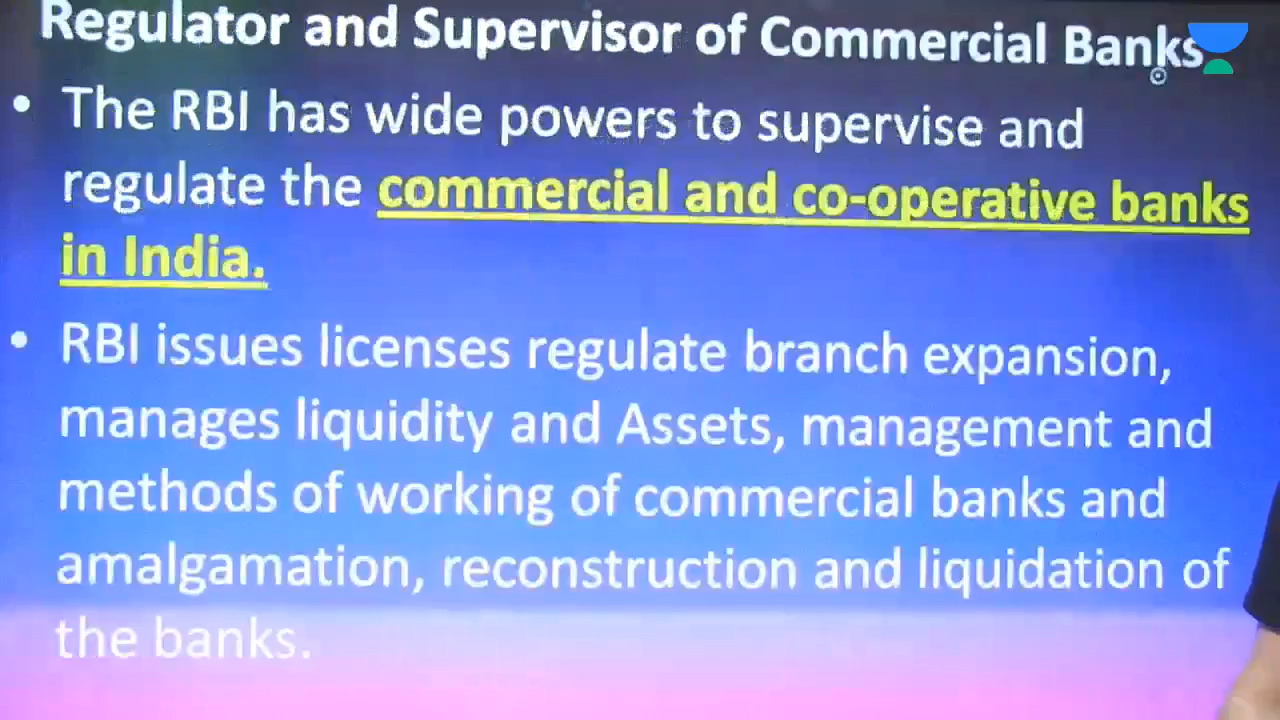 Regulator and Supervisor of Commercial Banks
• The RBI has wide powers to supervise and
regulate the commercial and co-operative banks
in India.
• RBI issues licenses regulate branch expansion,
manages liquidity and Assets, management and
methods of working of commercial banks and
amalgamation, reconstruction and liquidation of
the banks.